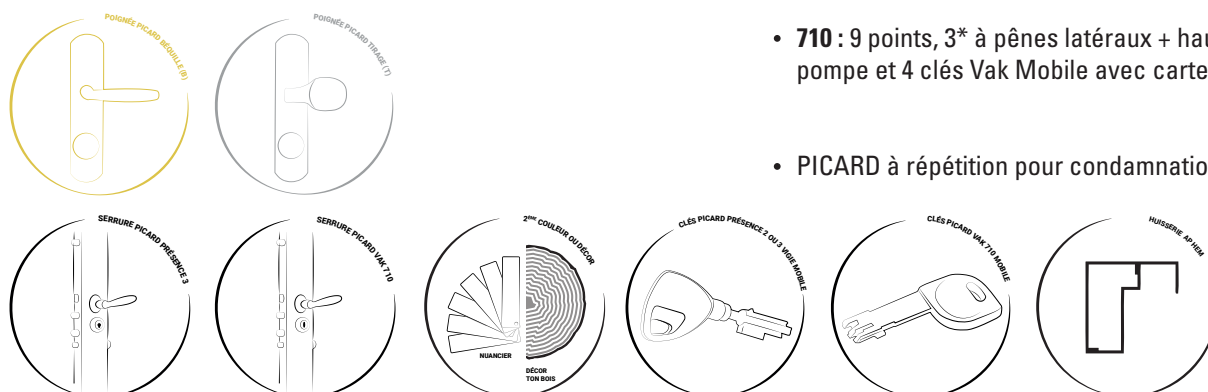 POIGNÉE PICARD BÉQUILLE (B)
POIGNÉE PICARD TIRAGE (T)
• 710 : 9 points, 3* à pênes latéraux + hau
pompe et 4 clés Vak Mobile avec carte
• PICARD à répétition pour condamnatio
SERRURE PICARD PRÉSENCE 3
SERRURE PICARD VAK 710
2ÈME COULEUR OU DÉCOR
NUANCIER
DÉCOR
TON BOIS
CLÉS PICARD PRÉSENCE 2 OU 3 VIGIE MOBILE
CLÉS PICARD VAK 710 MOBILE
HUISSERIE AP HEM